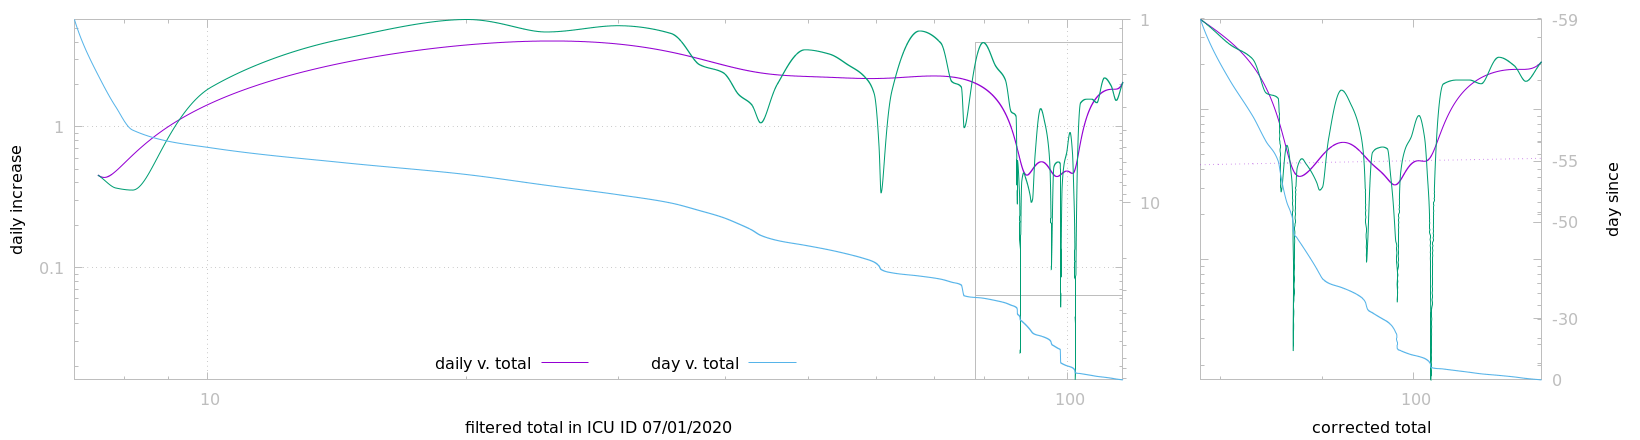 daily increase
1
0.1
daily v. total
day v. total
10
100
filtered total in ICU ID 07/01/2020
1
10
100
corrected total
-59
-55
-50
-30
0
day since